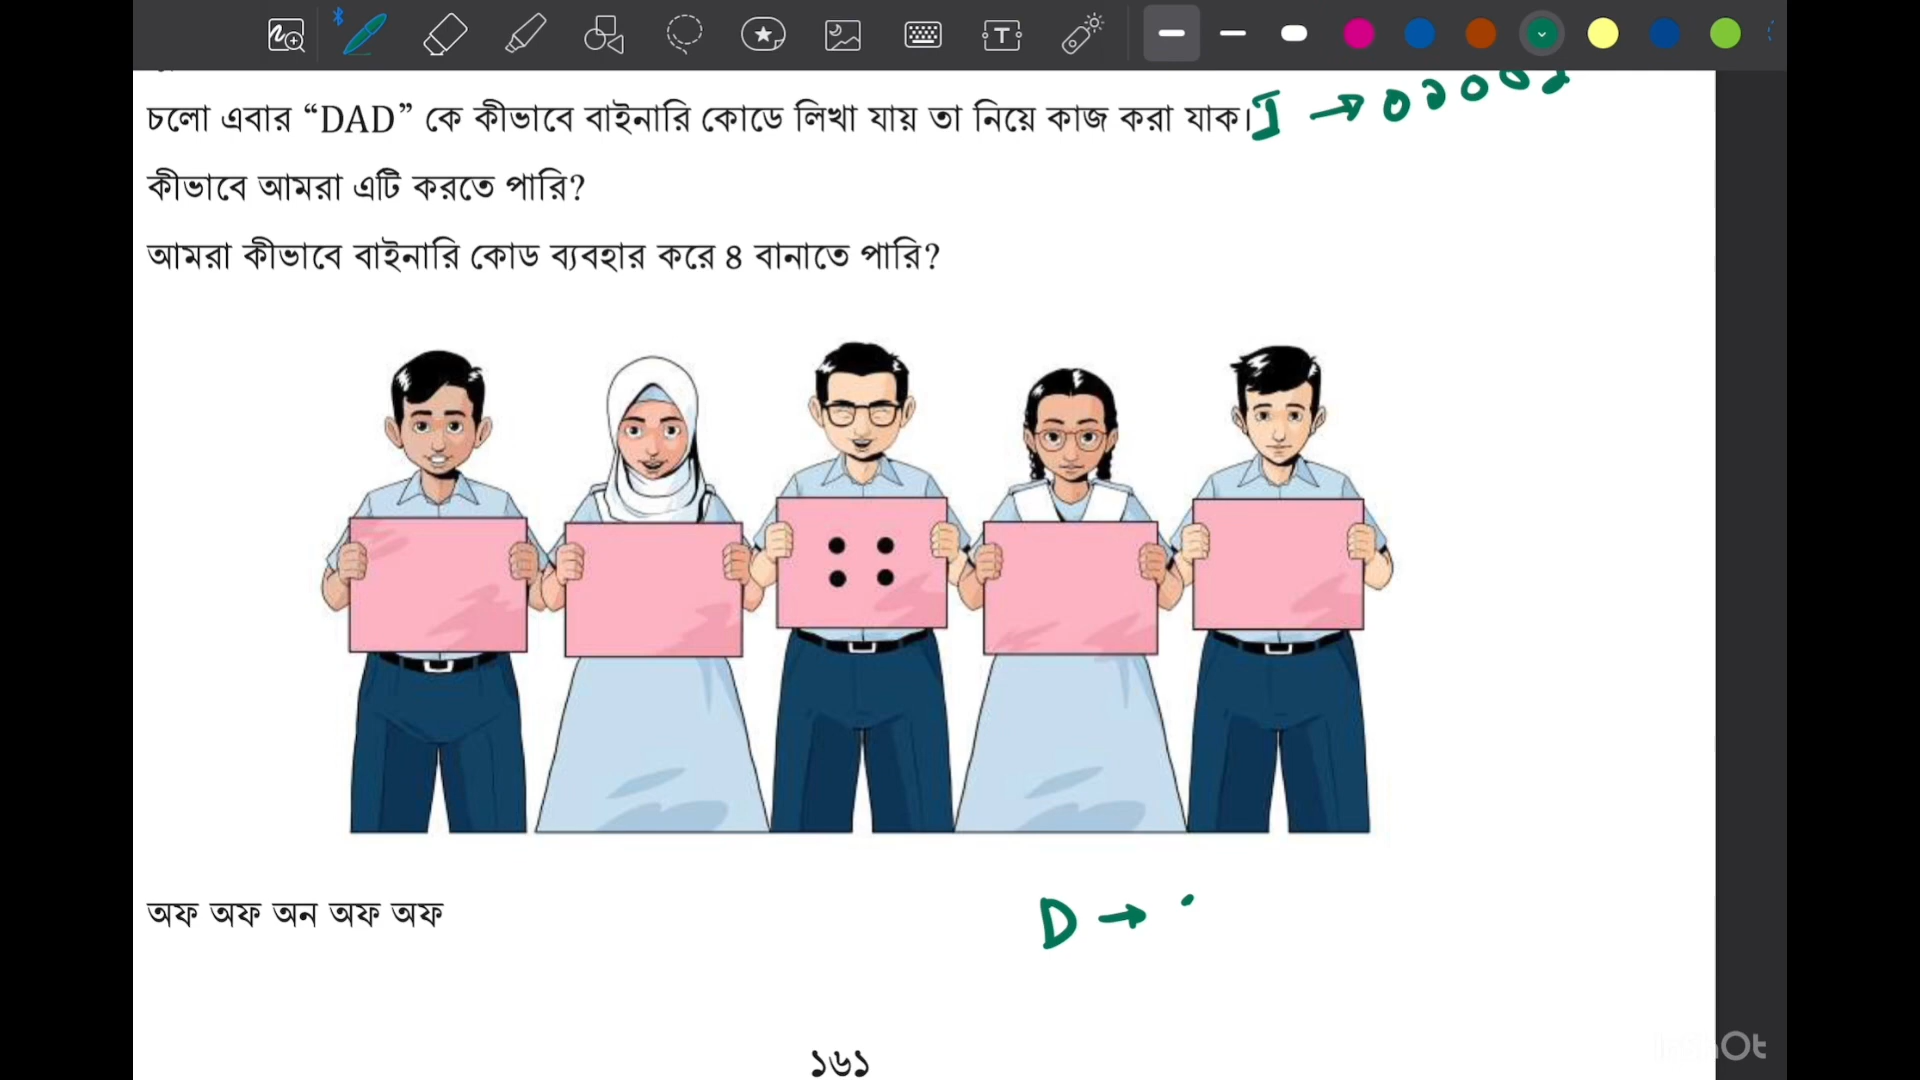 চলো এবার “DAD” কে কীভাবে বাইনারি কোডে লিখা যায় তা নিয়ে কাজ করা যাক। I → ০১০০১
কীভাবে আমরা এটি করতে পারি?
আমরা কীভাবে বাইনারি কোড ব্যবহার করে ৪ বানাতে পারি?
অফ অফ অন অফ অফ
D →
১৬১